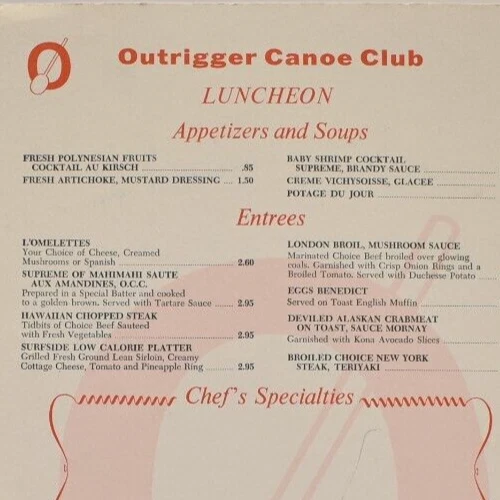 Outrigger Canoe Club
LUNCHEON
Appetizers and Soups
FRESH POLYNESIAN FRUITS
COCKTAIL AU KIRSCH .85
FRESH ARTICHOKE, MUSTARD DRESSING 1.50
BABY SHRIMP COCKTAIL
SUPREME, BRANDY SAUCE
CREME VICHYSOISSE, GLACEE
POTAGE DU JOUR
Entrees
L'OMELETTES
Your Choice of Cheese, Creamed
Mushrooms or Spanish 2.60
SUPREME OF MAHIMAHI SAUTE
AUX AMANDINES, O.C.C.
Prepared in a Special Batter and cooked
to a golden brown. Served with Tartare Sauce 2.95
HAWAIIAN CHOPPED STEAK
Tidbits of Choice Beef Sauteed
with Fresh Vegetables 2.95
SURFSIDE LOW CALORIE PLATTER
Grilled Fresh Ground Lean Sirloin, Creamy
Cottage Cheese, Tomato and Pineapple Ring 2.95
LONDON BROIL, MUSHROOM SAUCE
Marinated Choice Beef broiled over glowing
coals. Garnished with Crisp Onion Rings and a
Broiled Tomato. Served with Duchesse Potato
EGGS BENEDICT
Served on Toast English Muffin
DEVILED ALASKAN CRABMEAT
ON TOAST, SAUCE MORNAY
Garnished with Kona Avocado Slices
BROILED CHOICE NEW YORK
STEAK, TERIYAKI
Chef's Specialties